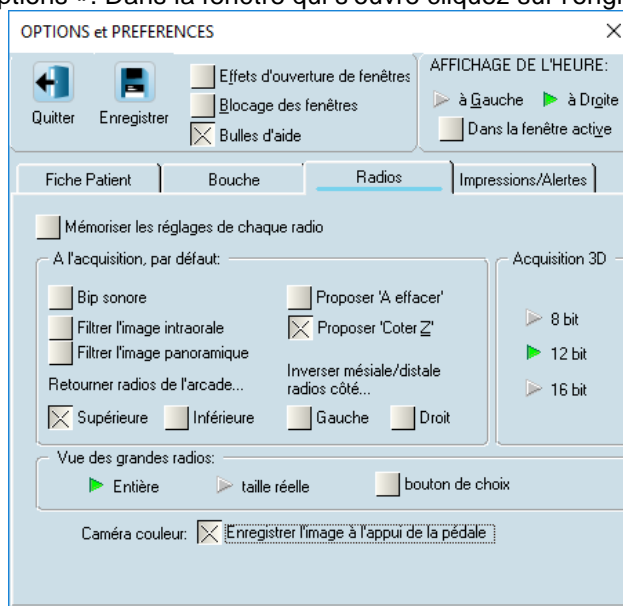 ptions ». Dans la fenêtre qui s'ouvre cliquez sur l'ongl
OPTIONS et PREFERENCES
Quitter
Enregistrer
Effets d'ouverture de fenêtres
Blocage des fenêtres
Bulles d'aide
AFFICHAGE DE L'HEURE:
à Gauche à Droite
Dans la fenêtre active
Fiche Patient Bouche Radios Impressions/Alertes
Mémoriser les réglages de chaque radio
A l'acquisition, par défaut:
Bip sonore
Filtrer l'image intraorale
Filtrer l'image panoramique
Retourner radios de l'arcade...
Supérieure Inférieure
Proposer 'A effacer'
Proposer 'Coter Z'
Inverser mésiale/distale
radios côté...
Gauche Droit
Acquisition 3D
8 bit
12 bit
16 bit
Vue des grandes radios:
Entière taille réelle bouton de choix
Caméra couleur: Enregistrer l'image à l'appui de la pédale